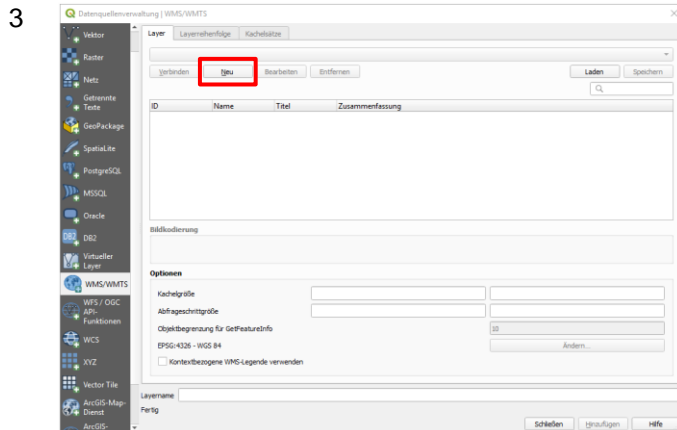 3
Datenquellenverwaltung | WMS/WMTS
Vektor
Raster
Netz
Getrennte
Texte
GeoPackage
SpatiaLite
PostgreSQL
MSSQL
Oracle
DB2
Virtueller
Layer
WMS/WMTS
WFS / OGC
API-
Funktionen
WCS
XYZ
Vector Tile
ArcGIS-Map-
Dienst
ArcGIS-
Layer Layerreihenfolge Kachelsätze
Verbinden Neu Bearbeiten Entfernen Laden Speichern
ID Name Titel Zusammenfassung
Bildkodierung
Optionen
Kachelgröße
Abfrageschrittgröße
Objektbegrenzung für GetFeatureInfo 10
EPSG:4326 - WGS 84 Ändern...
Kontextbezogene WMS-Legende verwenden
Layername
Fertig
Schließen Hinzufügen Hilfe